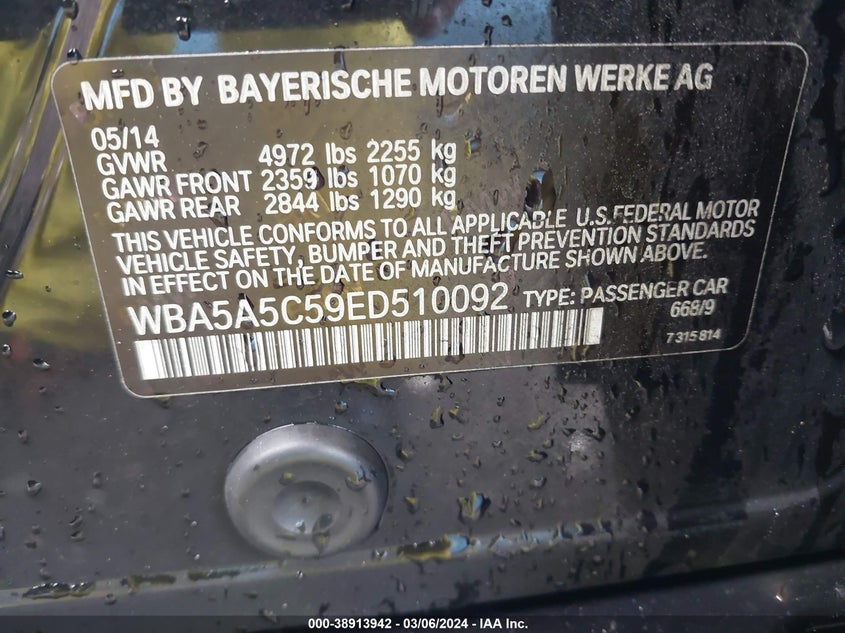 MFD BY BAYERISCHE MOTOREN WERKE AG
05/14
GVWR 4972 lbs 2255 kg
GAWR FRONT 2359 lbs 1070 kg
GAWR REAR 2844 lbs 1290 kg
THIS VEHICLE CONFORMS TO ALL APPLICABLE U.S.FEDERAL MOTOR
VEHICLE SAFETY, BUMPER AND THEFT PREVENTION STANDARDS
IN EFFECT ON THE DATE OF MANUFACTURE SHOWN ABOVE.
WBA5A5C59ED510092 TYPE: PASSENGER CAR
668/9
7315814
000-38913942 - 03/06/2024 - IAA Inc.